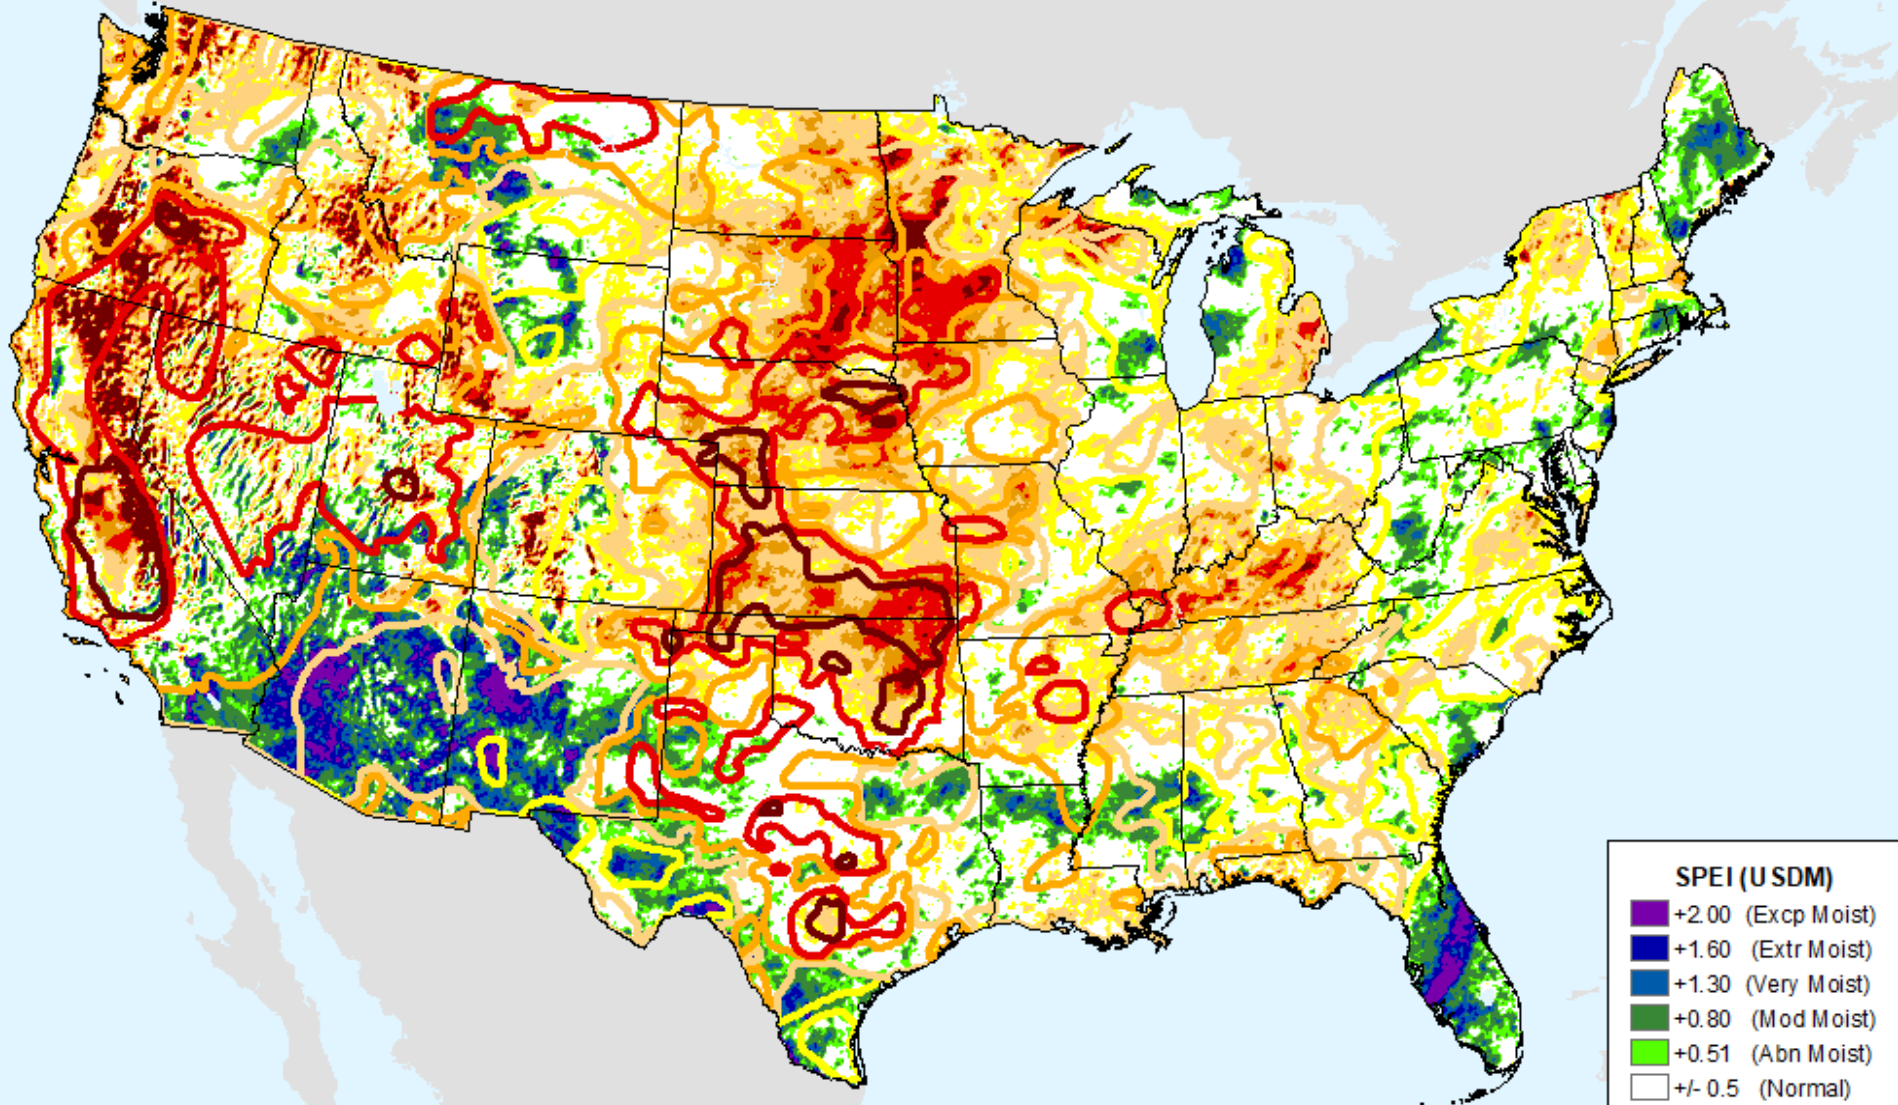 SPEI (USDM)
+2.00 (Excp Moist)
+1.60 (Extr Moist)
+1.30 (Very Moist)
+0.80 (Mod Moist)
+0.51 (Abn Moist)
+/- 0.5 (Normal)